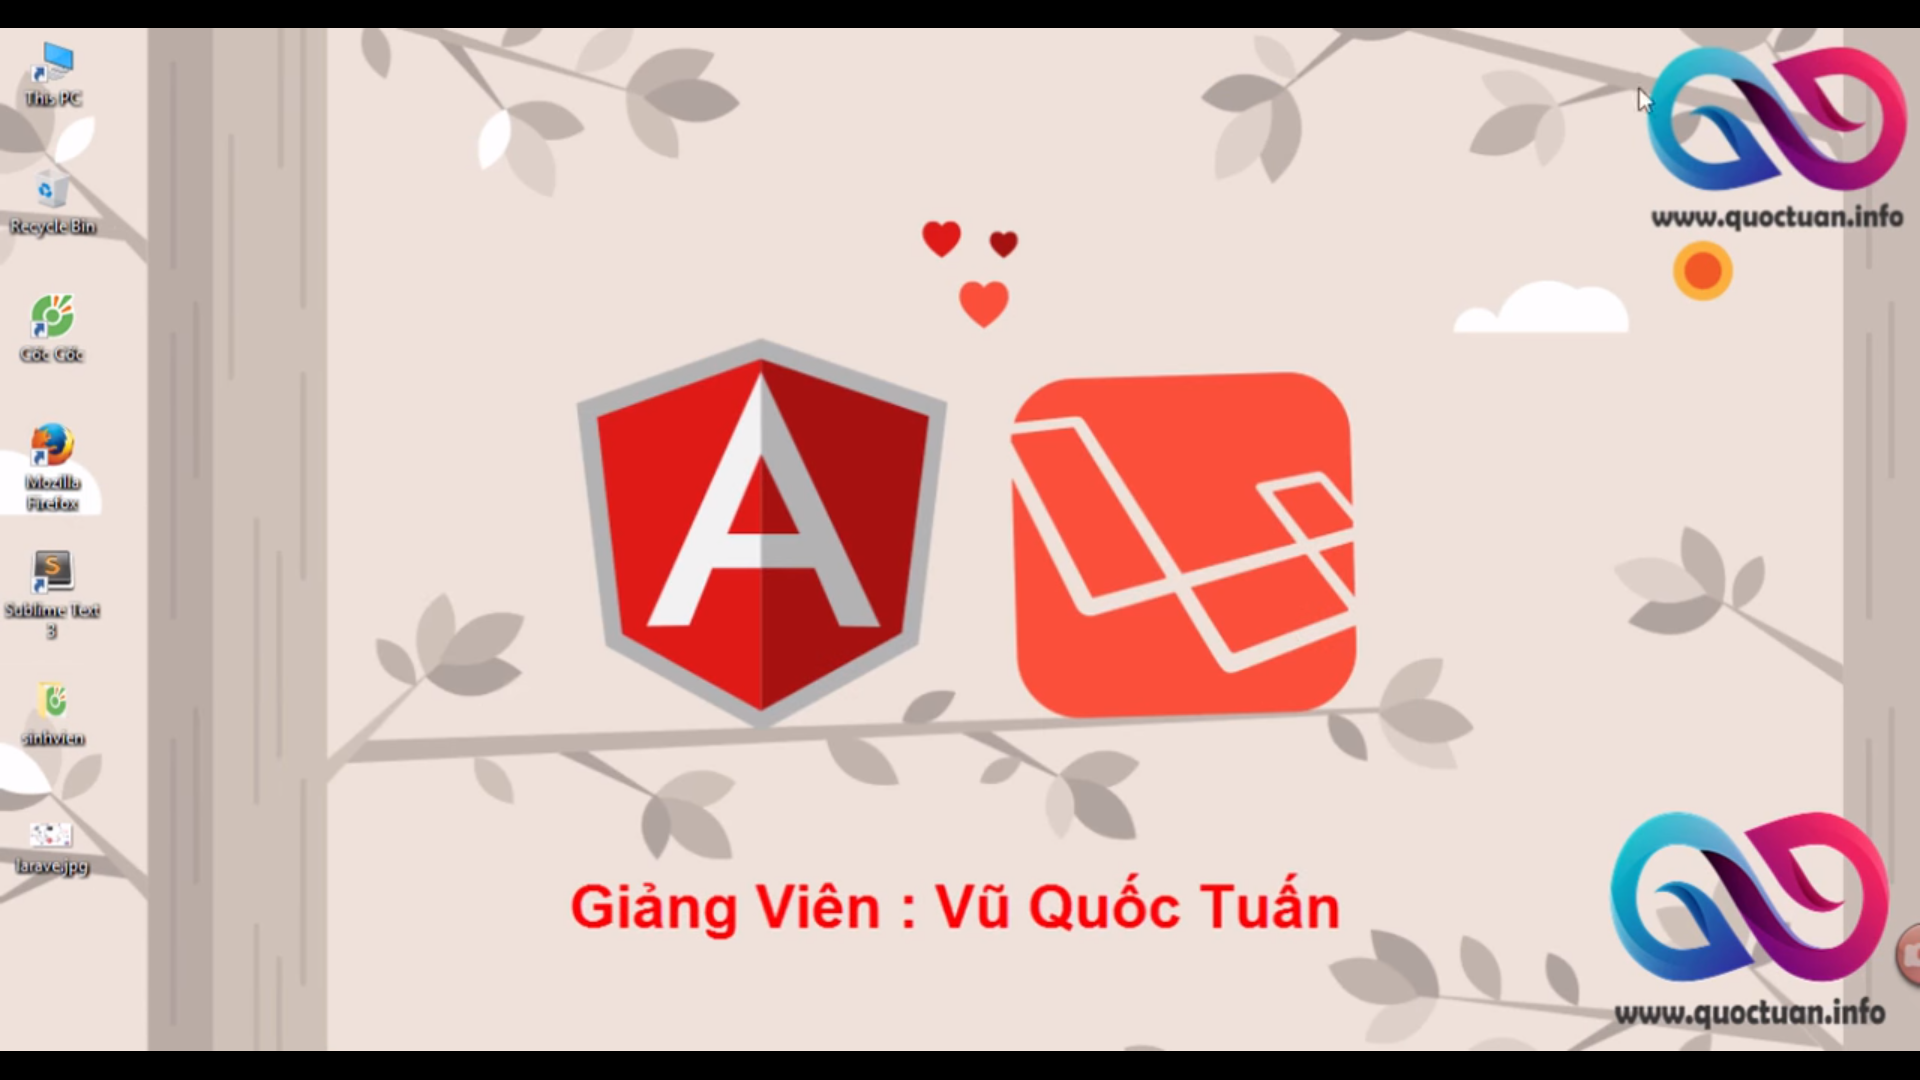 This PC
Recycle Bin
Cốc Cốc
Mozilla
Firefox
Sublime Text
3
sinhvien
larave.jpg
www.quoctuan.info
Giảng Viên : Vũ Quốc Tuấn
www.quoctuan.info